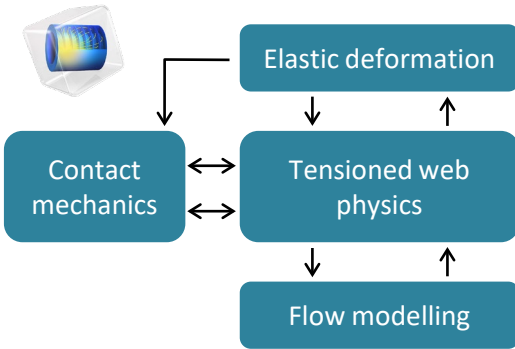 Elastic deformation
Contact
mechanics
Tensioned web
physics
Flow modelling